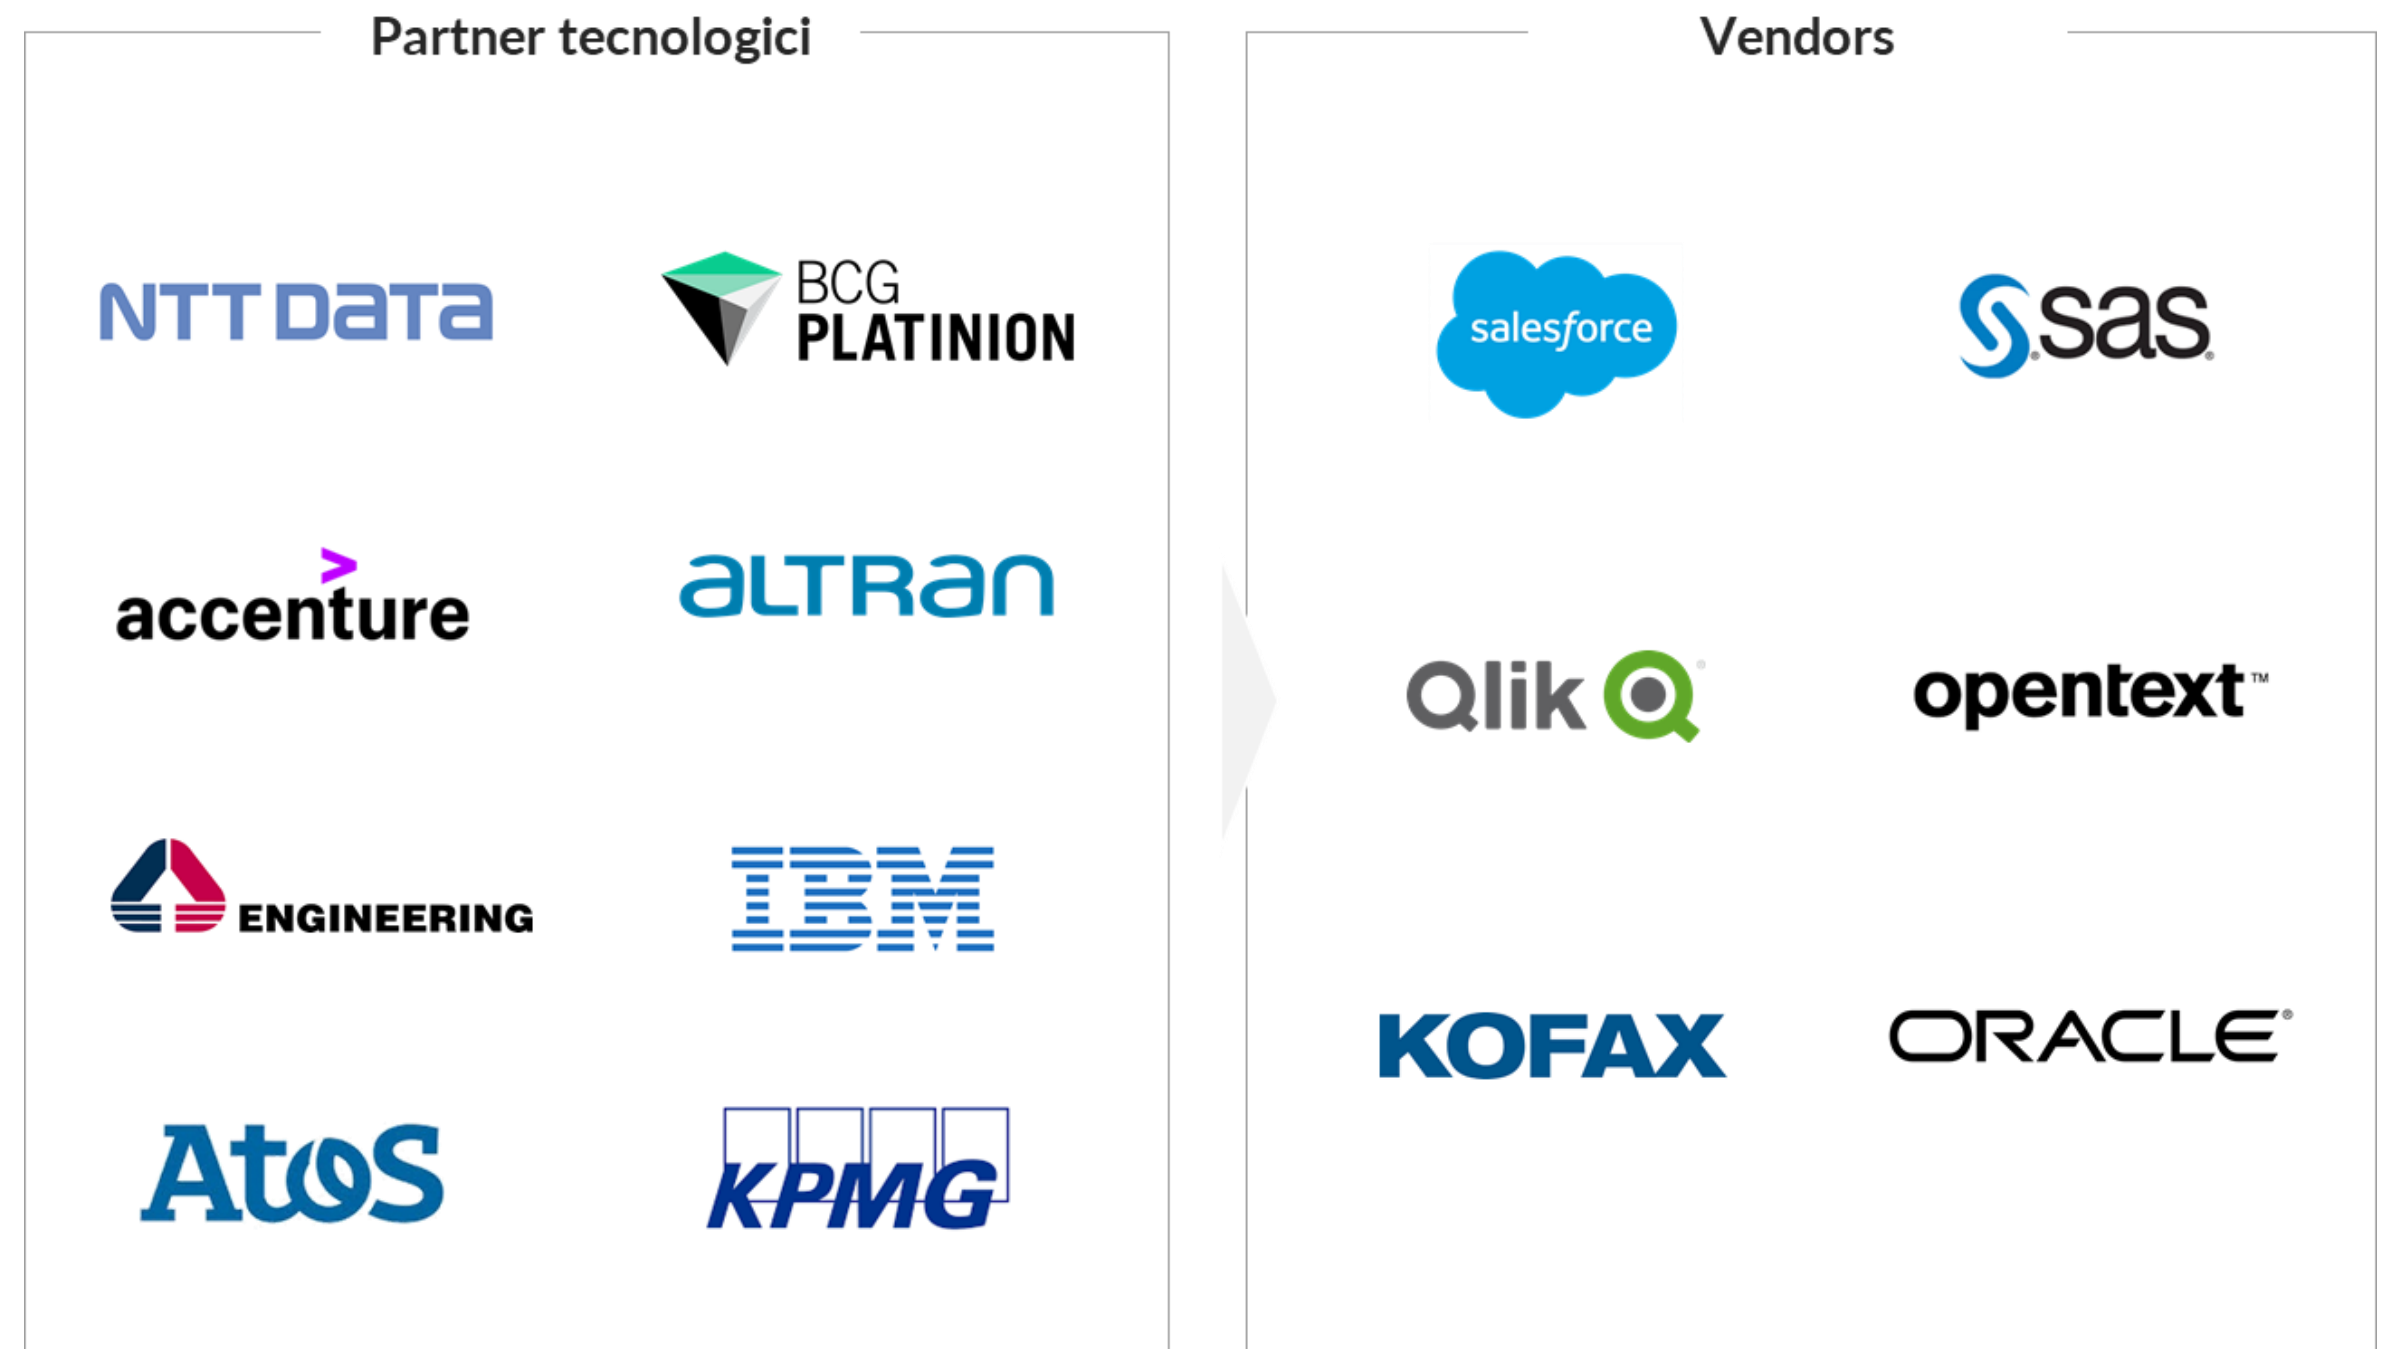 Partner tecnologici
NTT DATA
BCG
PLATINION
accenture
ALTRAN
ENGINEERING
IBM
Atos
KPMG
Vendors
salesforce
sas
Qlik
opentext™
KOFAX
ORACLE®